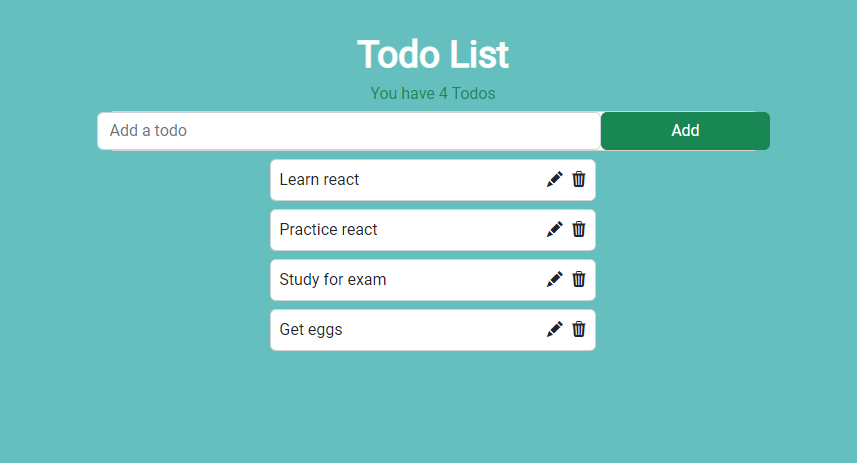 Todo List
You have 4 Todos
Add a todo
Add
Learn react
Practice react
Study for exam
Get eggs